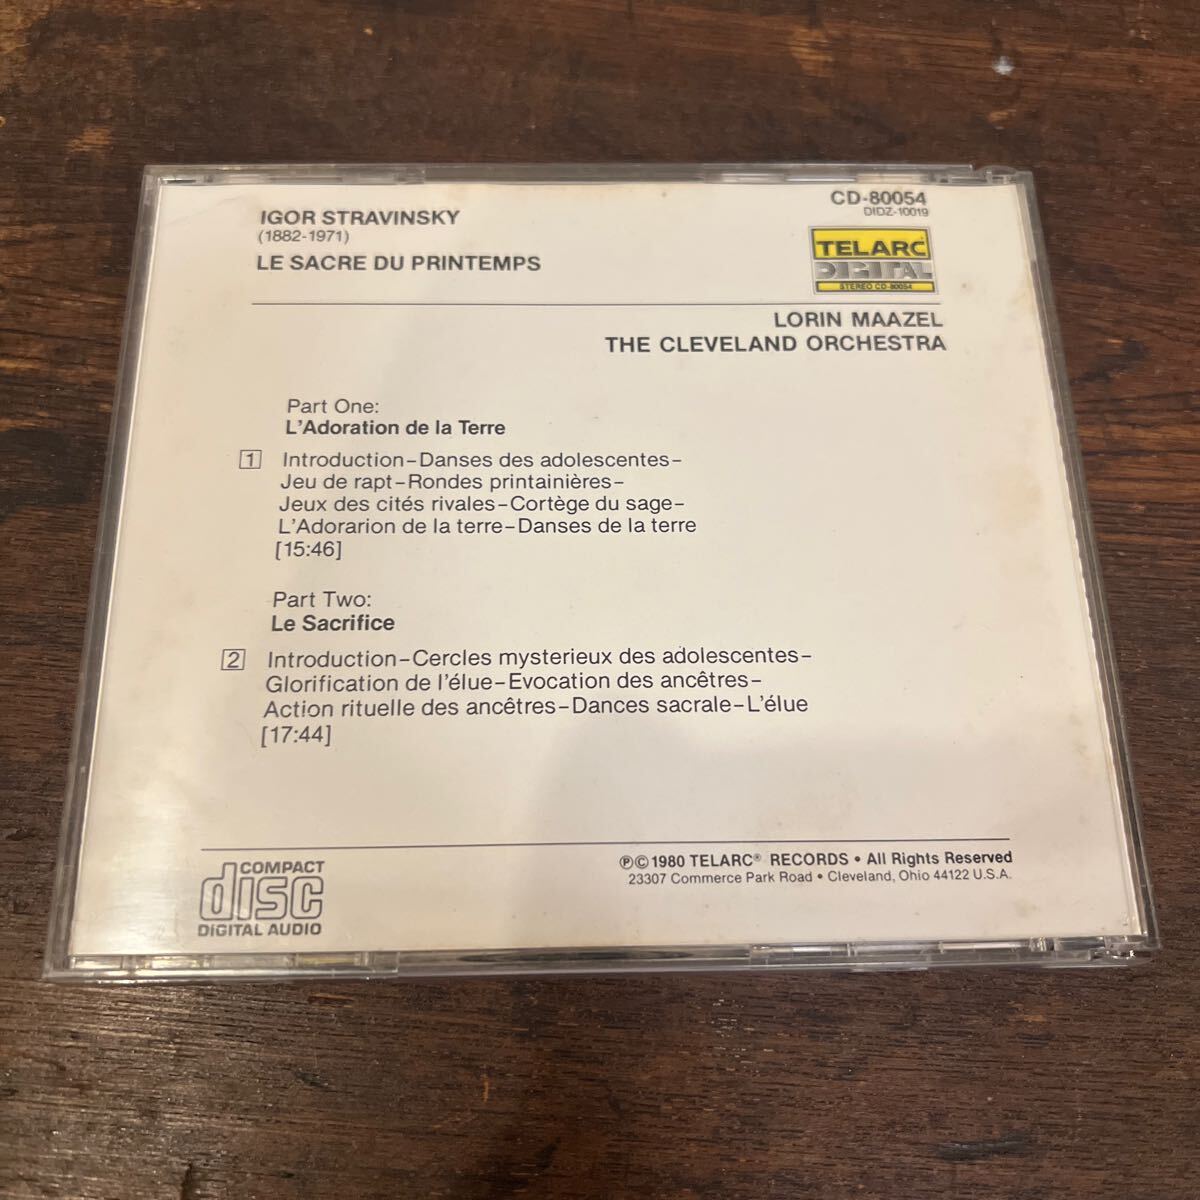 IGOR STRAVINSKY
(1882-1971)
LE SACRE DU PRINTEMPS
CD-80054
DIDZ-10019
TELARC
DIGITAL
STEREO CD-80054
LORIN MAAZEL
THE CLEVELAND ORCHESTRA
Part One:
L'Adoration de la Terre
1 Introduction–Danses des adolescentes–
Jeu de rapt–Rondes printainières–
Jeux des cités rivales–Cortège du sage–
L'Adorarion de la terre–Danses de la terre
[15:46]
Part Two:
Le Sacrifice
2 Introduction–Cercles mysterieux des adolescentes–
Glorification de l'élue–Evocation des ancêtres–
Action rituelle des ancêtres–Dances sacrale–L'élue
[17:44]
COMPACT
disc
DIGITAL AUDIO
℗©1980 TELARC® RECORDS • All Rights Reserved
23307 Commerce Park Road • Cleveland, Ohio 44122 U.S.A.